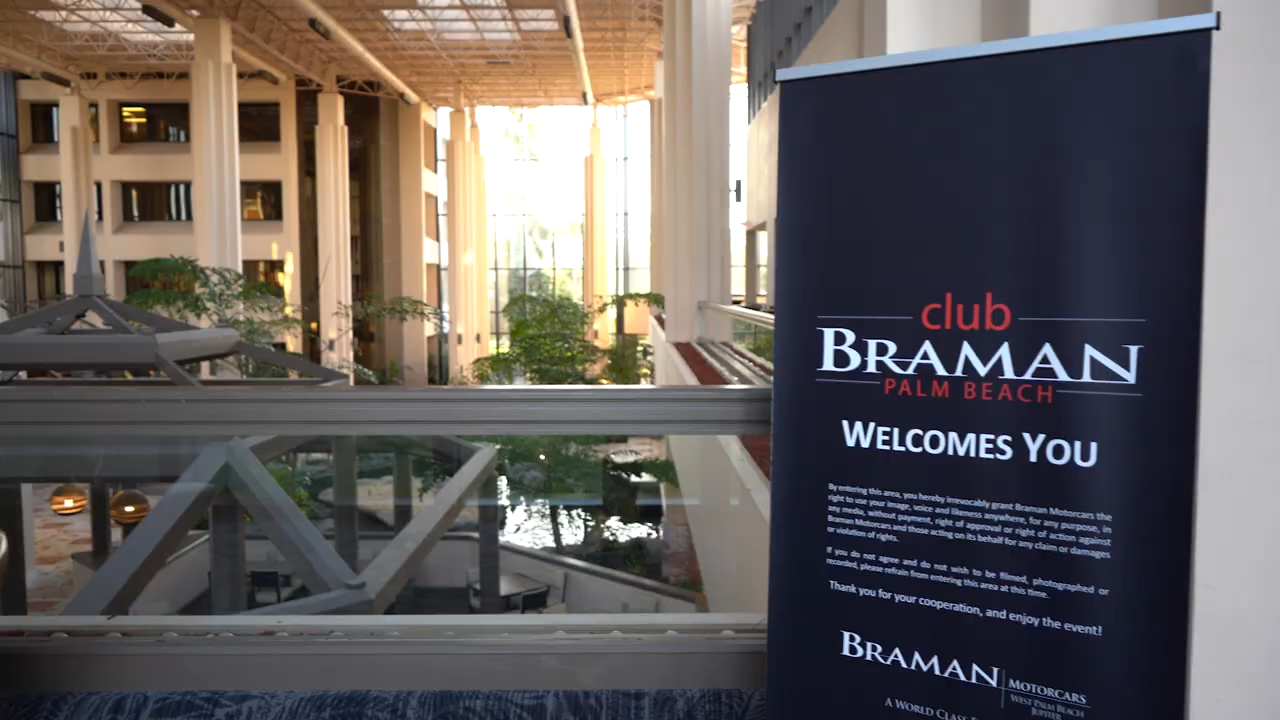 club
BRAMAN
PALM BEACH
WELCOMES YOU
By entering this area, you hereby irrevocably grant Braman Motorcars the
right to use your image, voice and likeness anywhere, for any purpose, in
any media, without payment, right of approval or right of action against
Braman Motorcars and those acting on its behalf for any claim or damages
or violation of rights.
If you do not agree and do not wish to be filmed, photographed or
recorded, please refrain from entering this area at this time.
Thank you for your cooperation, and enjoy the event!
BRAMAN
MOTORCARS
WEST PALM BEACH
JUPITER
A WORLD CLASS